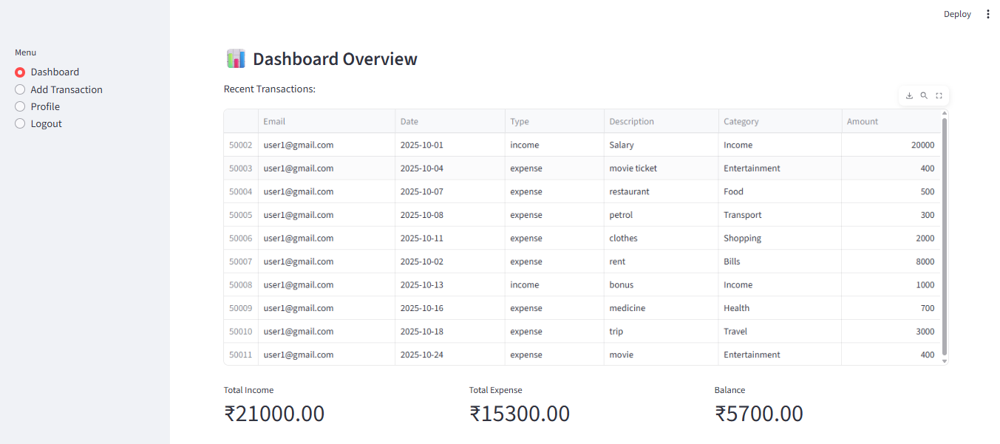 Deploy
Menu
Dashboard
Add Transaction
Profile
Logout
Dashboard Overview
Recent Transactions:
Email Date Type Description Category Amount
50002 user1@gmail.com 2025-10-01 income Salary Income 20000
50003 user1@gmail.com 2025-10-04 expense movie ticket Entertainment 400
50004 user1@gmail.com 2025-10-07 expense restaurant Food 500
50005 user1@gmail.com 2025-10-08 expense petrol Transport 300
50006 user1@gmail.com 2025-10-11 expense clothes Shopping 2000
50007 user1@gmail.com 2025-10-02 expense rent Bills 8000
50008 user1@gmail.com 2025-10-13 income bonus Income 1000
50009 user1@gmail.com 2025-10-16 expense medicine Health 700
50010 user1@gmail.com 2025-10-18 expense trip Travel 3000
50011 user1@gmail.com 2025-10-24 expense movie Entertainment 400
Total Income Total Expense Balance
₹21000.00 ₹15300.00 ₹5700.00